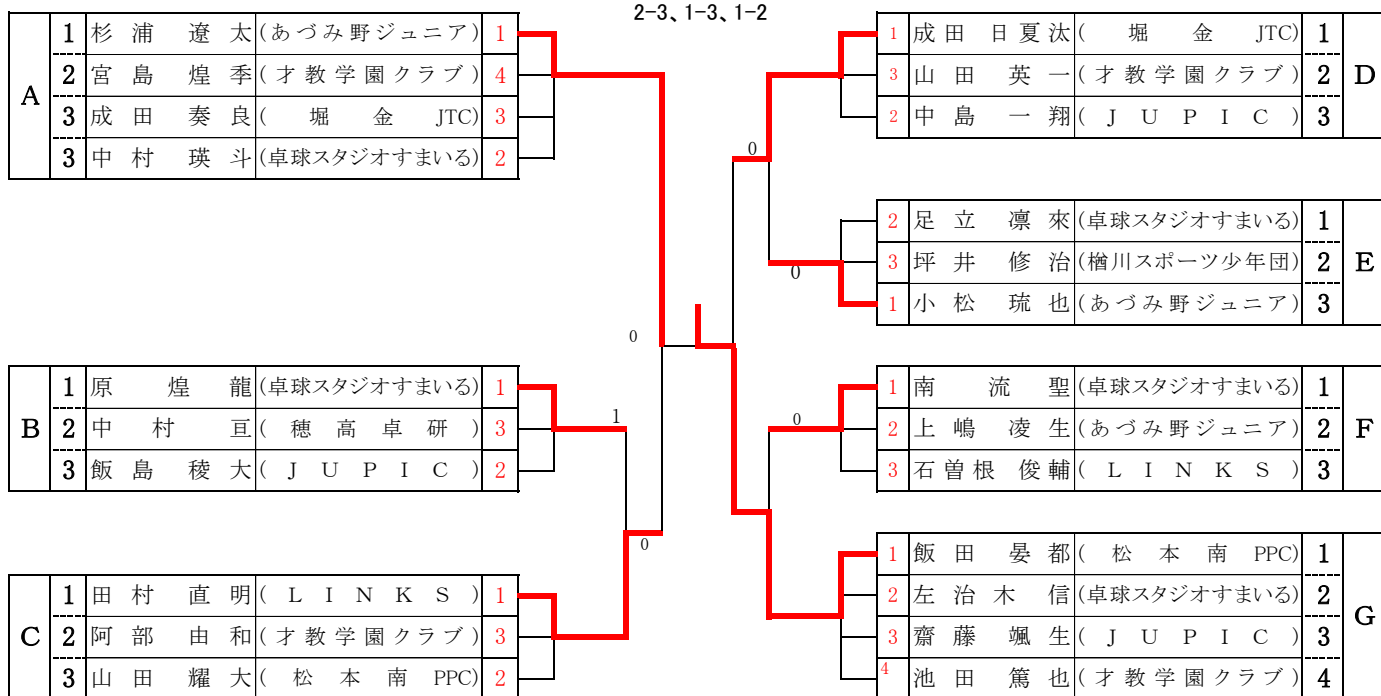 2-3、1-3、1-2
A
1 杉浦 遼太 (あづみ野ジュニア) 1
2 宮島 煌季 (才教学園クラブ) 4
3 成田 奏良 (堀金 JTC) 3
3 中村 瑛斗 (卓球スタジオすまいる) 2
B
1 原 煌龍 (卓球スタジオすまいる) 1
2 中村 亘 (穂高卓研) 3
3 飯島 稜大 (JUPIC) 2
C
1 田村 直明 (LINKS) 1
2 阿部 由和 (才教学園クラブ) 3
3 山田 耀大 (松本南 PPC) 2
0
1
0
0
0
0
D
1 成田 日夏汰 (堀金 JTC) 1
3 山田 英一 (才教学園クラブ) 2
2 中島 一翔 (JUPIC) 3
E
2 足立 凛來 (卓球スタジオすまいる) 1
3 坪井 修治 (楢川スポーツ少年団) 2
1 小松 琉也 (あづみ野ジュニア) 3
F
1 南 流聖 (卓球スタジオすまいる) 1
2 上嶋 凌生 (あづみ野ジュニア) 2
3 石曽根 俊輔 (LINKS) 3
G
1 飯田 晏都 (松本南 PPC) 1
2 左治木 信 (卓球スタジオすまいる) 2
3 齋藤 颯生 (JUPIC) 3
4 池田 篤也 (才教学園クラブ) 4